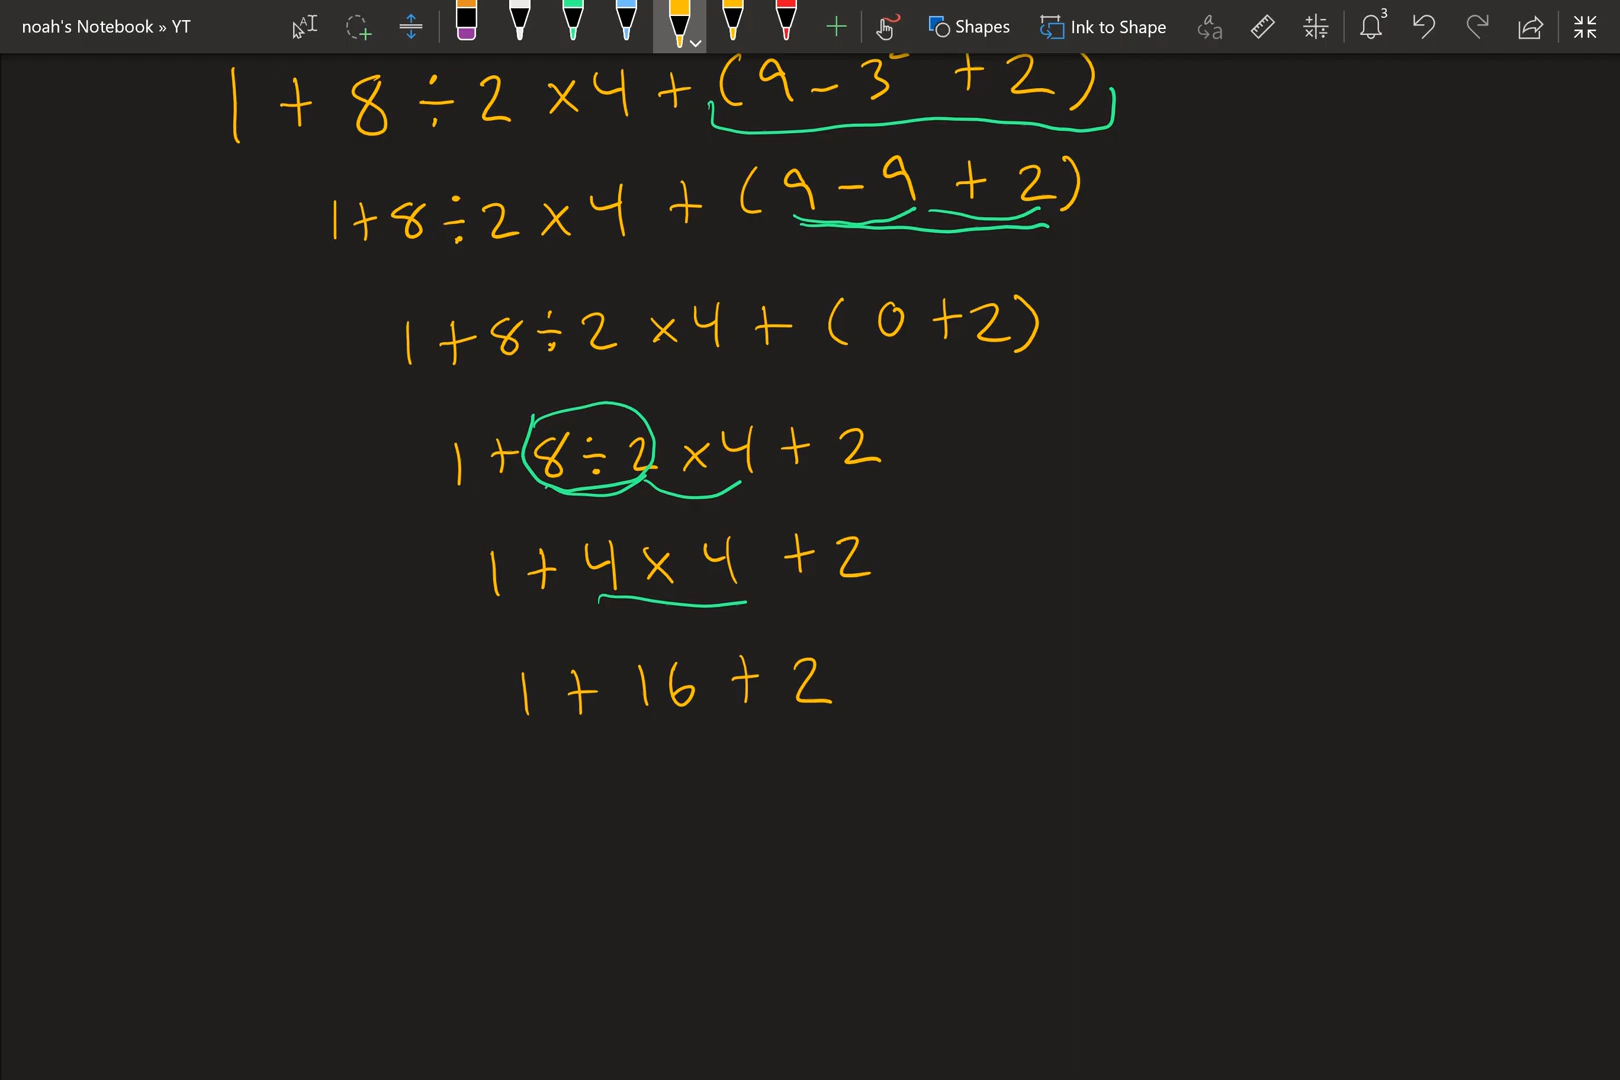 noah's Notebook » YT
Shapes
Ink to Shape
3
1 + 8 ÷ 2 × 4 + (9 - 3² + 2)
1 + 8 ÷ 2 × 4 + (9 - 9 + 2)
1 + 8 ÷ 2 × 4 + (0 + 2)
1 + 8 ÷ 2 × 4 + 2
1 + 4 × 4 + 2
1 + 16 + 2